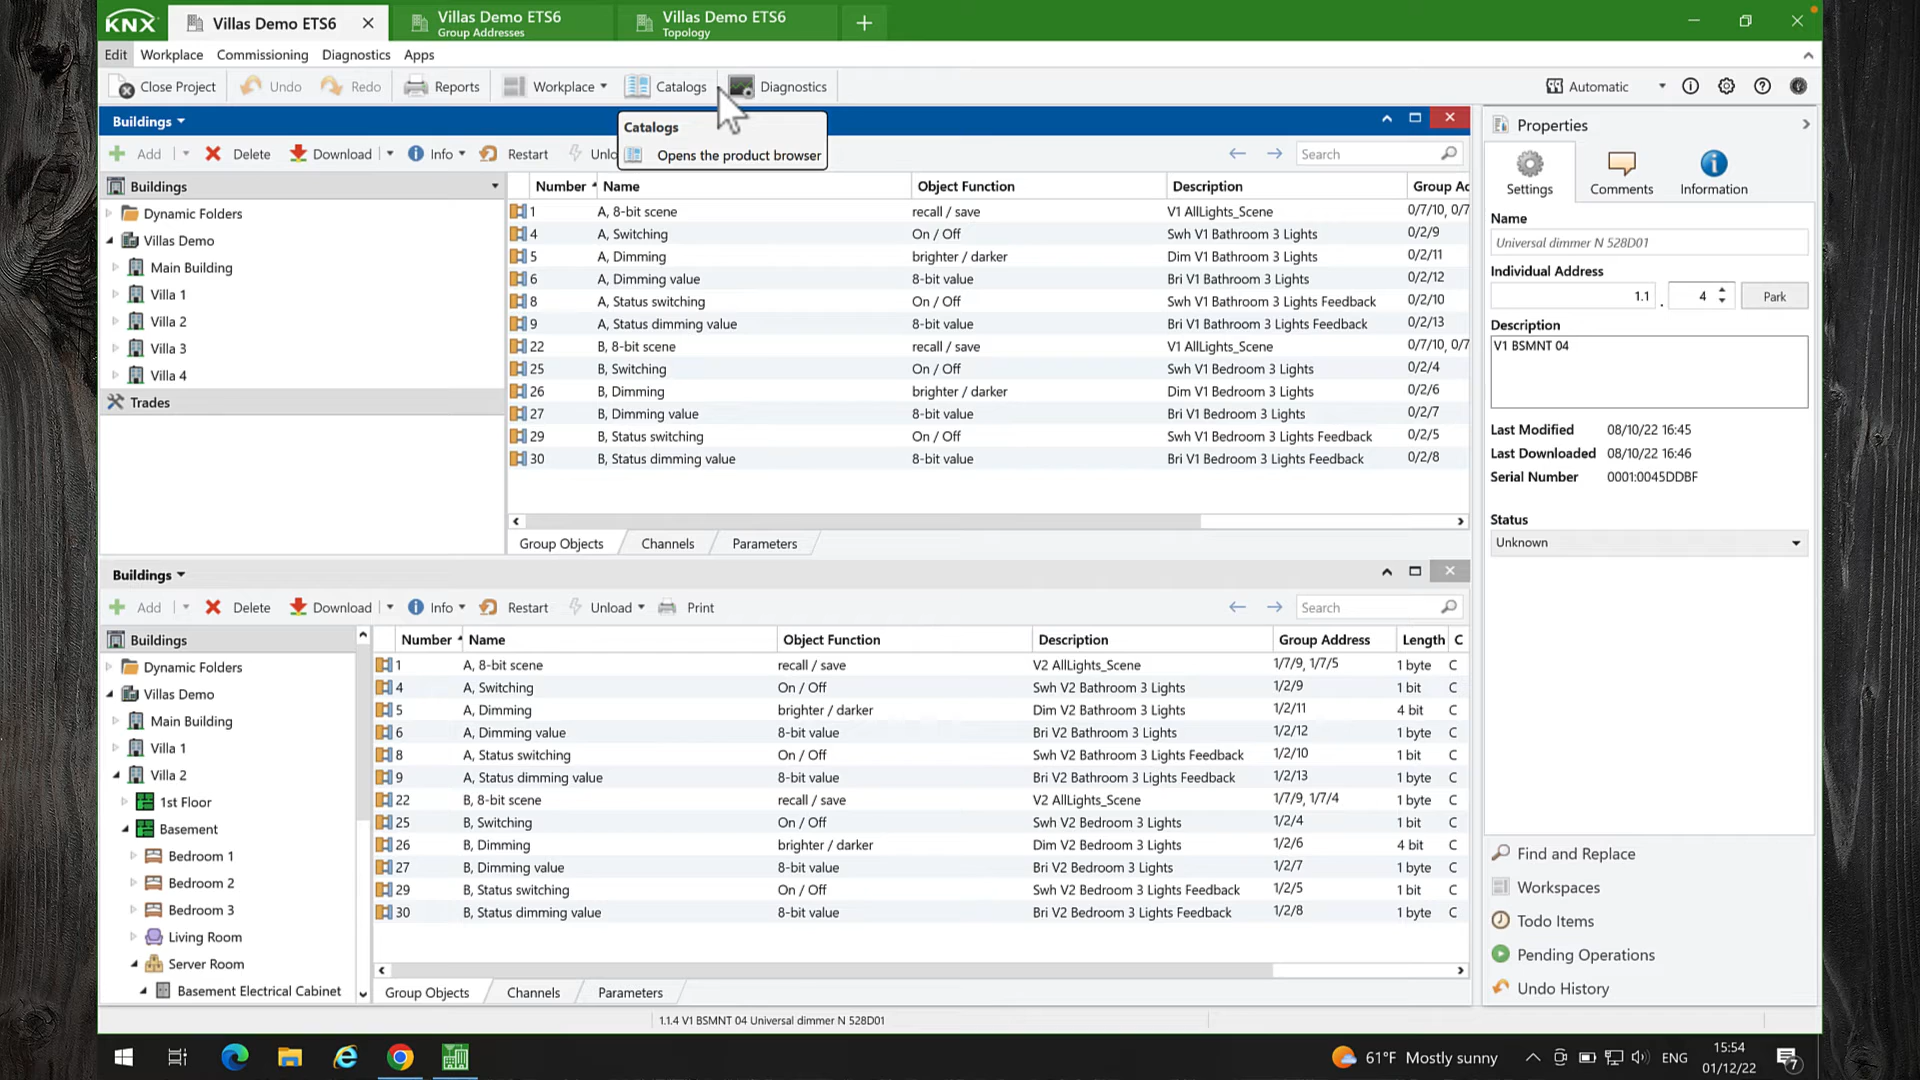 KNX Villas Demo ETS6
Villas Demo ETS6
Group Addresses
Villas Demo ETS6
Topology
Edit Workplace Commissioning Diagnostics Apps
Close Project Undo Redo Reports Workplace Catalogs Diagnostics Automatic
Catalogs
Opens the product browser
Buildings
Add Delete Download Info Restart Unlo Search
Buildings
Dynamic Folders
Villas Demo
Main Building
Villa 1
Villa 2
Villa 3
Villa 4
Trades
Number Name Object Function Description Group Ac
1 A, 8-bit scene recall / save V1 AllLights_Scene 0/7/10, 0/7
4 A, Switching On / Off Swh V1 Bathroom 3 Lights 0/2/9
5 A, Dimming brighter / darker Dim V1 Bathroom 3 Lights 0/2/11
6 A, Dimming value 8-bit value Bri V1 Bathroom 3 Lights 0/2/12
8 A, Status switching On / Off Swh V1 Bathroom 3 Lights Feedback 0/2/10
9 A, Status dimming value 8-bit value Bri V1 Bathroom 3 Lights Feedback 0/2/13
22 B, 8-bit scene recall / save V1 AllLights_Scene 0/7/10, 0/7
25 B, Switching On / Off Swh V1 Bedroom 3 Lights 0/2/4
26 B, Dimming brighter / darker Dim V1 Bedroom 3 Lights 0/2/6
27 B, Dimming value 8-bit value Bri V1 Bedroom 3 Lights 0/2/7
29 B, Status switching On / Off Swh V1 Bedroom 3 Lights Feedback 0/2/5
30 B, Status dimming value 8-bit value Bri V1 Bedroom 3 Lights Feedback 0/2/8
Group Objects Channels Parameters
Buildings
Add Delete Download Info Restart Unload Print Search
Buildings
Dynamic Folders
Villas Demo
Main Building
Villa 1
Villa 2
1st Floor
Basement
Bedroom 1
Bedroom 2
Bedroom 3
Living Room
Server Room
Basement Electrical Cabinet
Number Name Object Function Description Group Address Length C
1 A, 8-bit scene recall / save V2 AllLights_Scene 1/7/9, 1/7/5 1 byte C
4 A, Switching On / Off Swh V2 Bathroom 3 Lights 1/2/9 1 bit C
5 A, Dimming brighter / darker Dim V2 Bathroom 3 Lights 1/2/11 4 bit C
6 A, Dimming value 8-bit value Bri V2 Bathroom 3 Lights 1/2/12 1 byte C
8 A, Status switching On / Off Swh V2 Bathroom 3 Lights Feedback 1/2/10 1 bit C
9 A, Status dimming value 8-bit value Bri V2 Bathroom 3 Lights Feedback 1/2/13 1 byte C
22 B, 8-bit scene recall / save V2 AllLights_Scene 1/7/9, 1/7/4 1 byte C
25 B, Switching On / Off Swh V2 Bedroom 3 Lights 1/2/4 1 bit C
26 B, Dimming brighter / darker Dim V2 Bedroom 3 Lights 1/2/6 4 bit C
27 B, Dimming value 8-bit value Bri V2 Bedroom 3 Lights 1/2/7 1 byte C
29 B, Status switching On / Off Swh V2 Bedroom 3 Lights Feedback 1/2/5 1 bit C
30 B, Status dimming value 8-bit value Bri V2 Bedroom 3 Lights Feedback 1/2/8 1 byte C
Group Objects Channels Parameters
Properties
Settings Comments Information
Name
Universal dimmer N 528D01
Individual Address
1.1 . 4 Park
Description
V1 BSMNT 04
Last Modified 08/10/22 16:45
Last Downloaded 08/10/22 16:46
Serial Number 0001:0045DDBF
Status
Unknown
Find and Replace
Workspaces
Todo Items
Pending Operations
Undo History
1.1.4 V1 BSMNT 04 Universal dimmer N 528D01
61°F Mostly sunny ENG
15:54
01/12/22
7